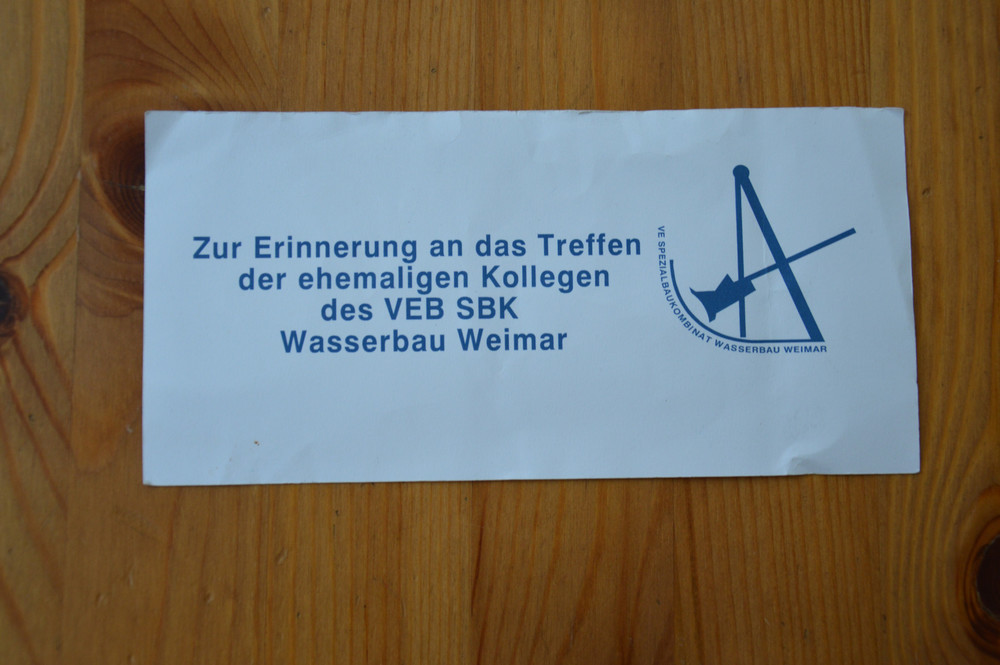 Zur Erinnerung an das Treffen
der ehemaligen Kollegen
des VEB SBK
Wasserbau Weimar
VE SPEZIALBAUKOMBINAT WASSERBAU WEIMAR